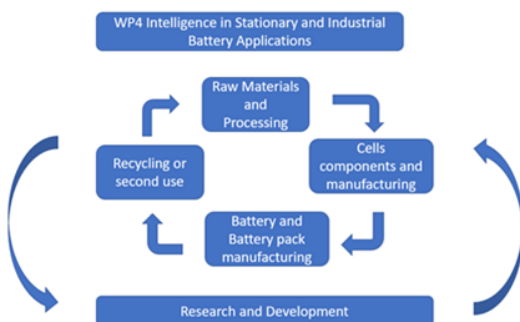 WP4 Intelligence in Stationary and Industrial
Battery Applications
Raw Materials
and
Processing
Cells
components and
manufacturing
Recycling or
second use
Battery and
Battery pack
manufacturing
Research and Development